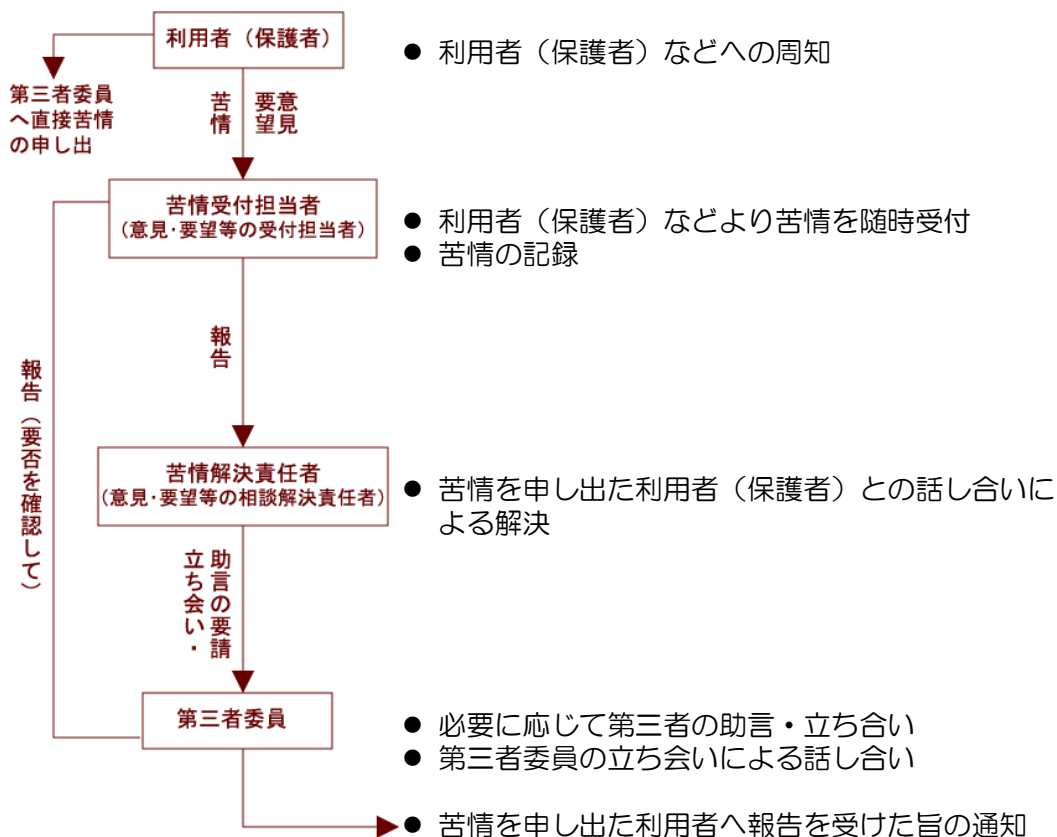 利用者（保護者）
● 利用者（保護者）などへの周知
第三者委員
へ直接苦情
の申し出
苦情
要望
意見
苦情受付担当者
（意見・要望等の受付担当者）
● 利用者（保護者）などより苦情を随時受付
● 苦情の記録
報告
報告（要否を確認して）
苦情解決責任者
（意見・要望等の相談解決責任者）
● 苦情を申し出た利用者（保護者）との話し合いに
よる解決
立ち会い・
助言の要請
第三者委員
● 必要に応じて第三者の助言・立ち合い
● 第三者委員の立ち会いによる話し合い
● 苦情を申し出た利用者へ報告を受けた旨の通知